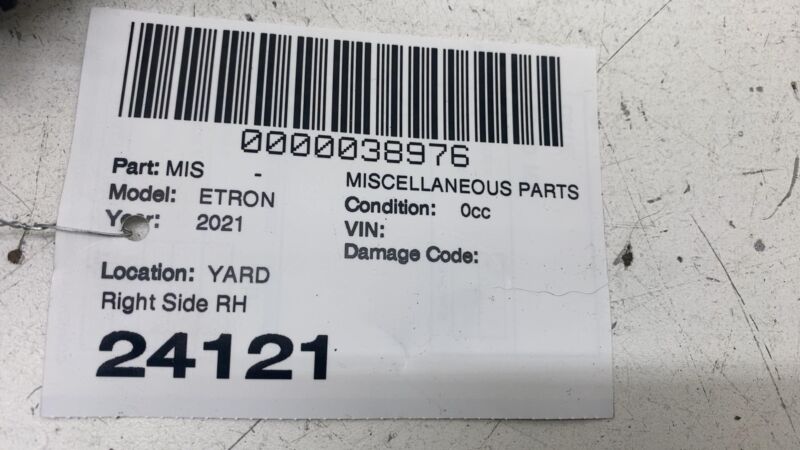 0000038976
Part: MIS -
MISCELLANEOUS PARTS
Model: ETRON
Condition: 0cc
Year: 2021
VIN:
Damage Code:
Location: YARD
Right Side RH
24121